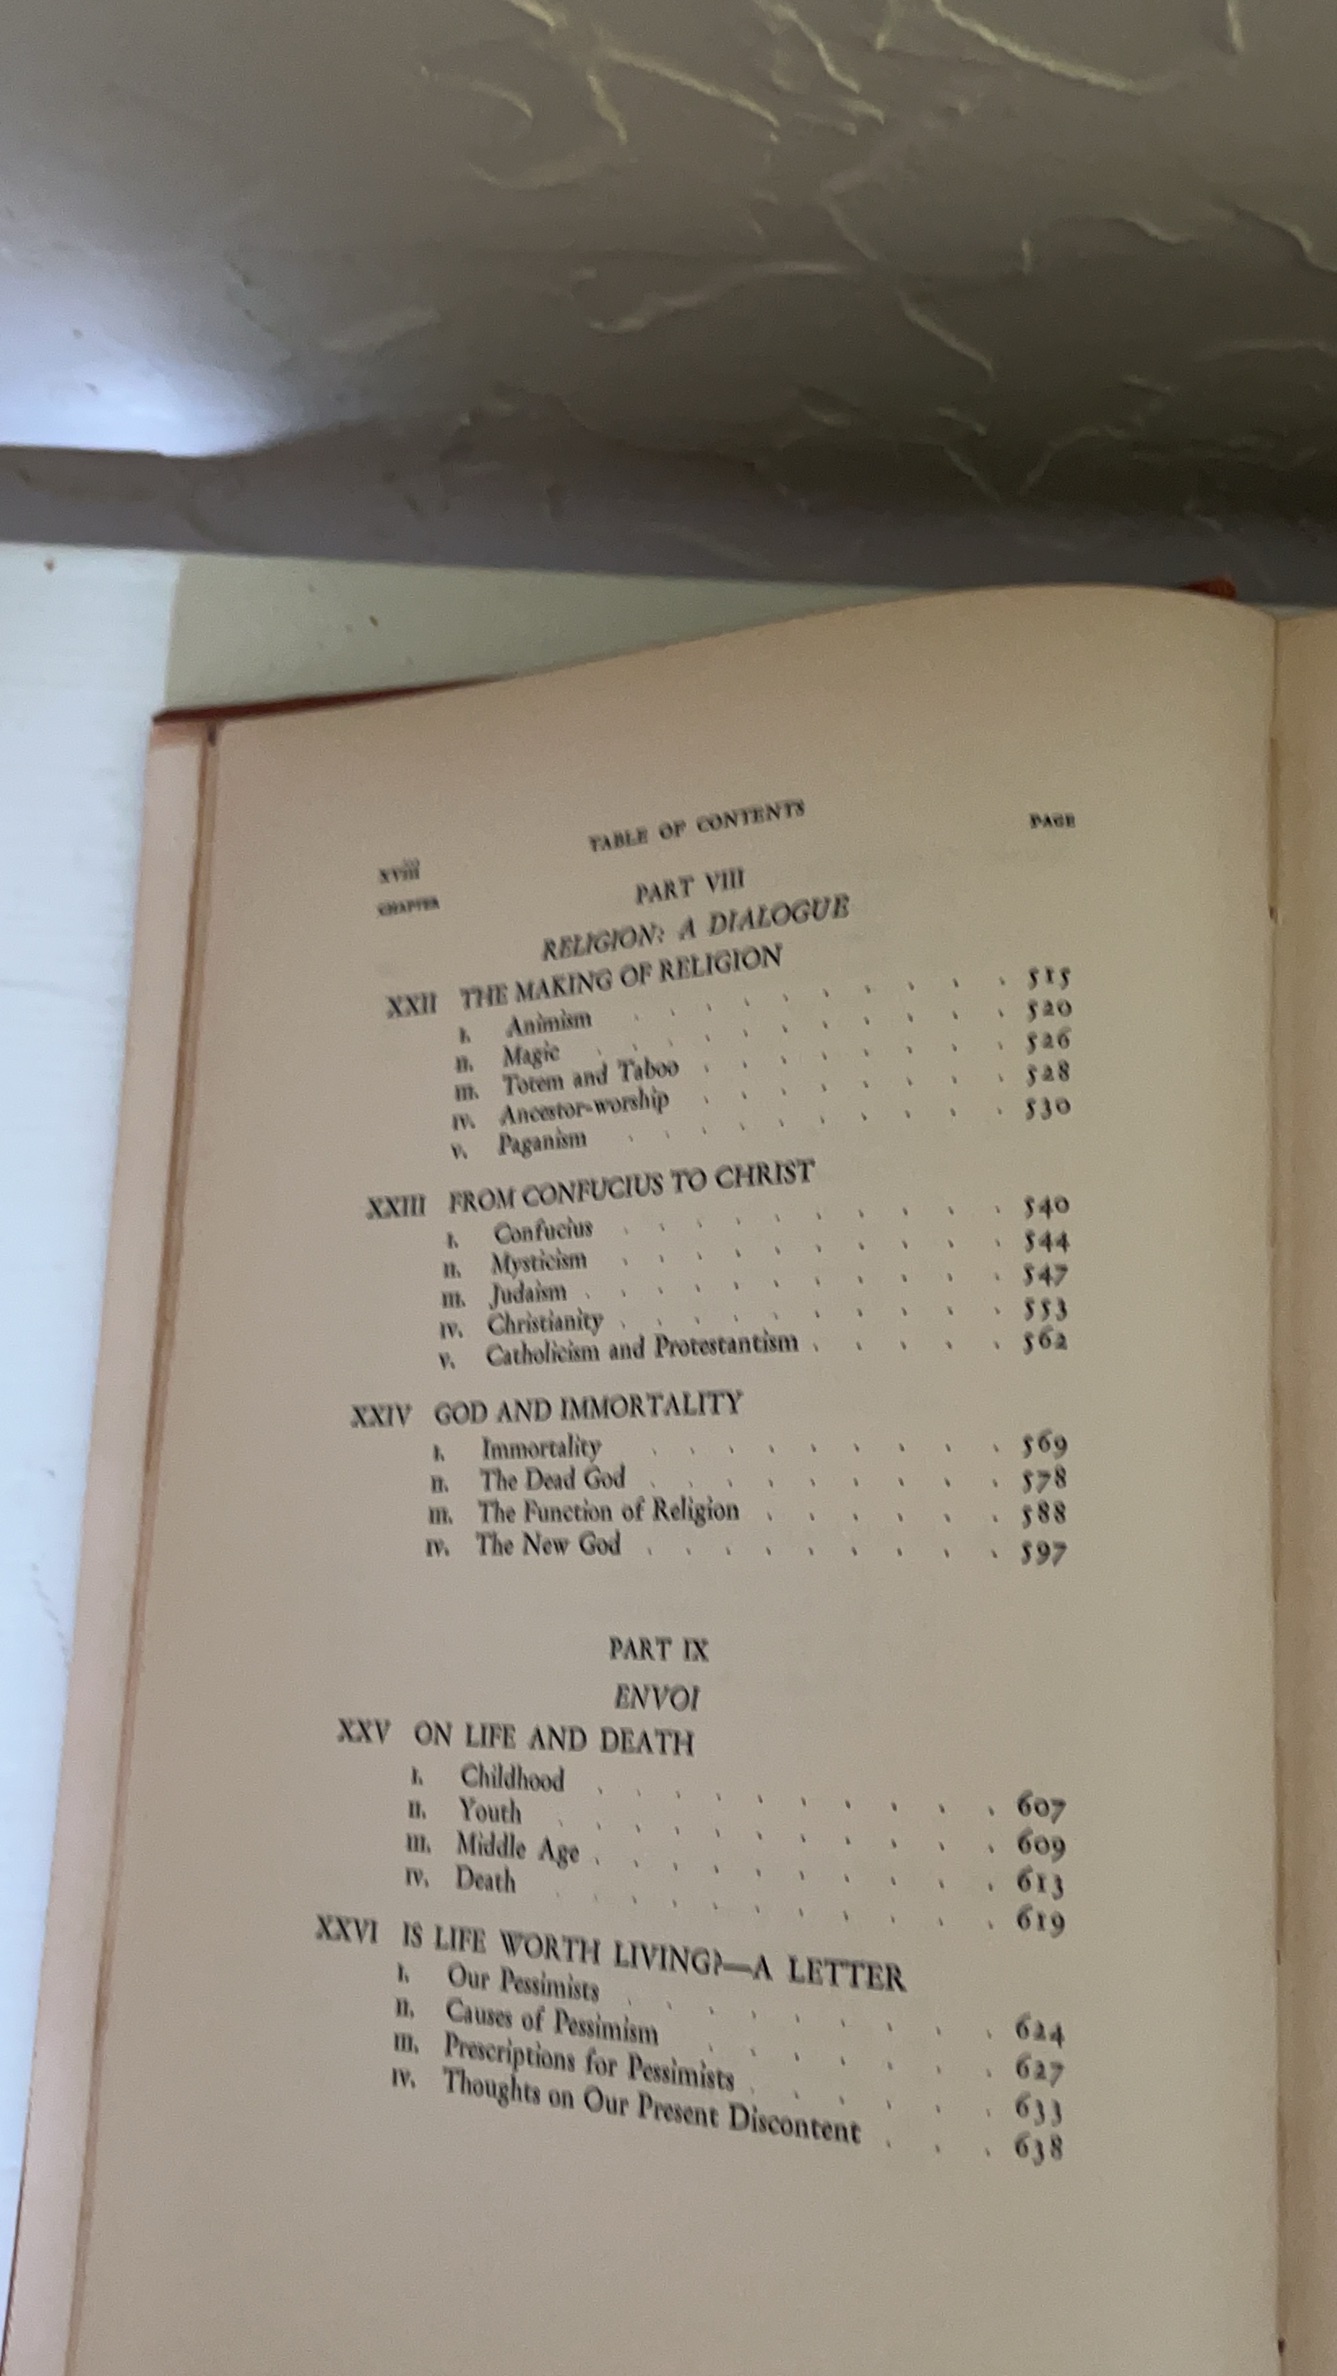 xviii TABLE OF CONTENTS
CHAPTER PAGE
PART VIII
RELIGION: A DIALOGUE
XXII THE MAKING OF RELIGION
I. Animism . . . . . . . . . . 515
II. Magic . . . . . . . . . . . 520
III. Totem and Taboo . . . . . . . . 526
IV. Ancestor-worship . . . . . . . . 528
V. Paganism . . . . . . . . . . 530
XXIII FROM CONFUCIUS TO CHRIST
I. Confucius . . . . . . . . . . 540
II. Mysticism . . . . . . . . . . 544
III. Judaism . . . . . . . . . . . 547
IV. Christianity . . . . . . . . . . 553
V. Catholicism and Protestantism . . . . . 562
XXIV GOD AND IMMORTALITY
I. Immortality . . . . . . . . . 569
II. The Dead God . . . . . . . . . 578
III. The Function of Religion . . . . . . 588
IV. The New God . . . . . . . . . 597
PART IX
ENVOI
XXV ON LIFE AND DEATH
I. Childhood . . . . . . . . . . 607
II. Youth . . . . . . . . . . . 609
III. Middle Age . . . . . . . . . . 613
IV. Death . . . . . . . . . . . 619
XXVI IS LIFE WORTH LIVING?—A LETTER
I. Our Pessimists . . . . . . . . . 624
II. Causes of Pessimism . . . . . . . 627
III. Prescriptions for Pessimists . . . . . . 633
IV. Thoughts on Our Present Discontent . . . 638